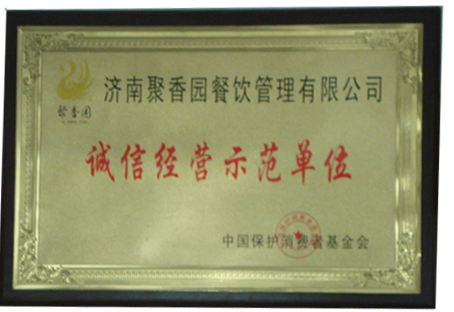 济南聚香园餐饮管理有限公司
聚香园
诚信经营示范单位
中国保护消费者基金会